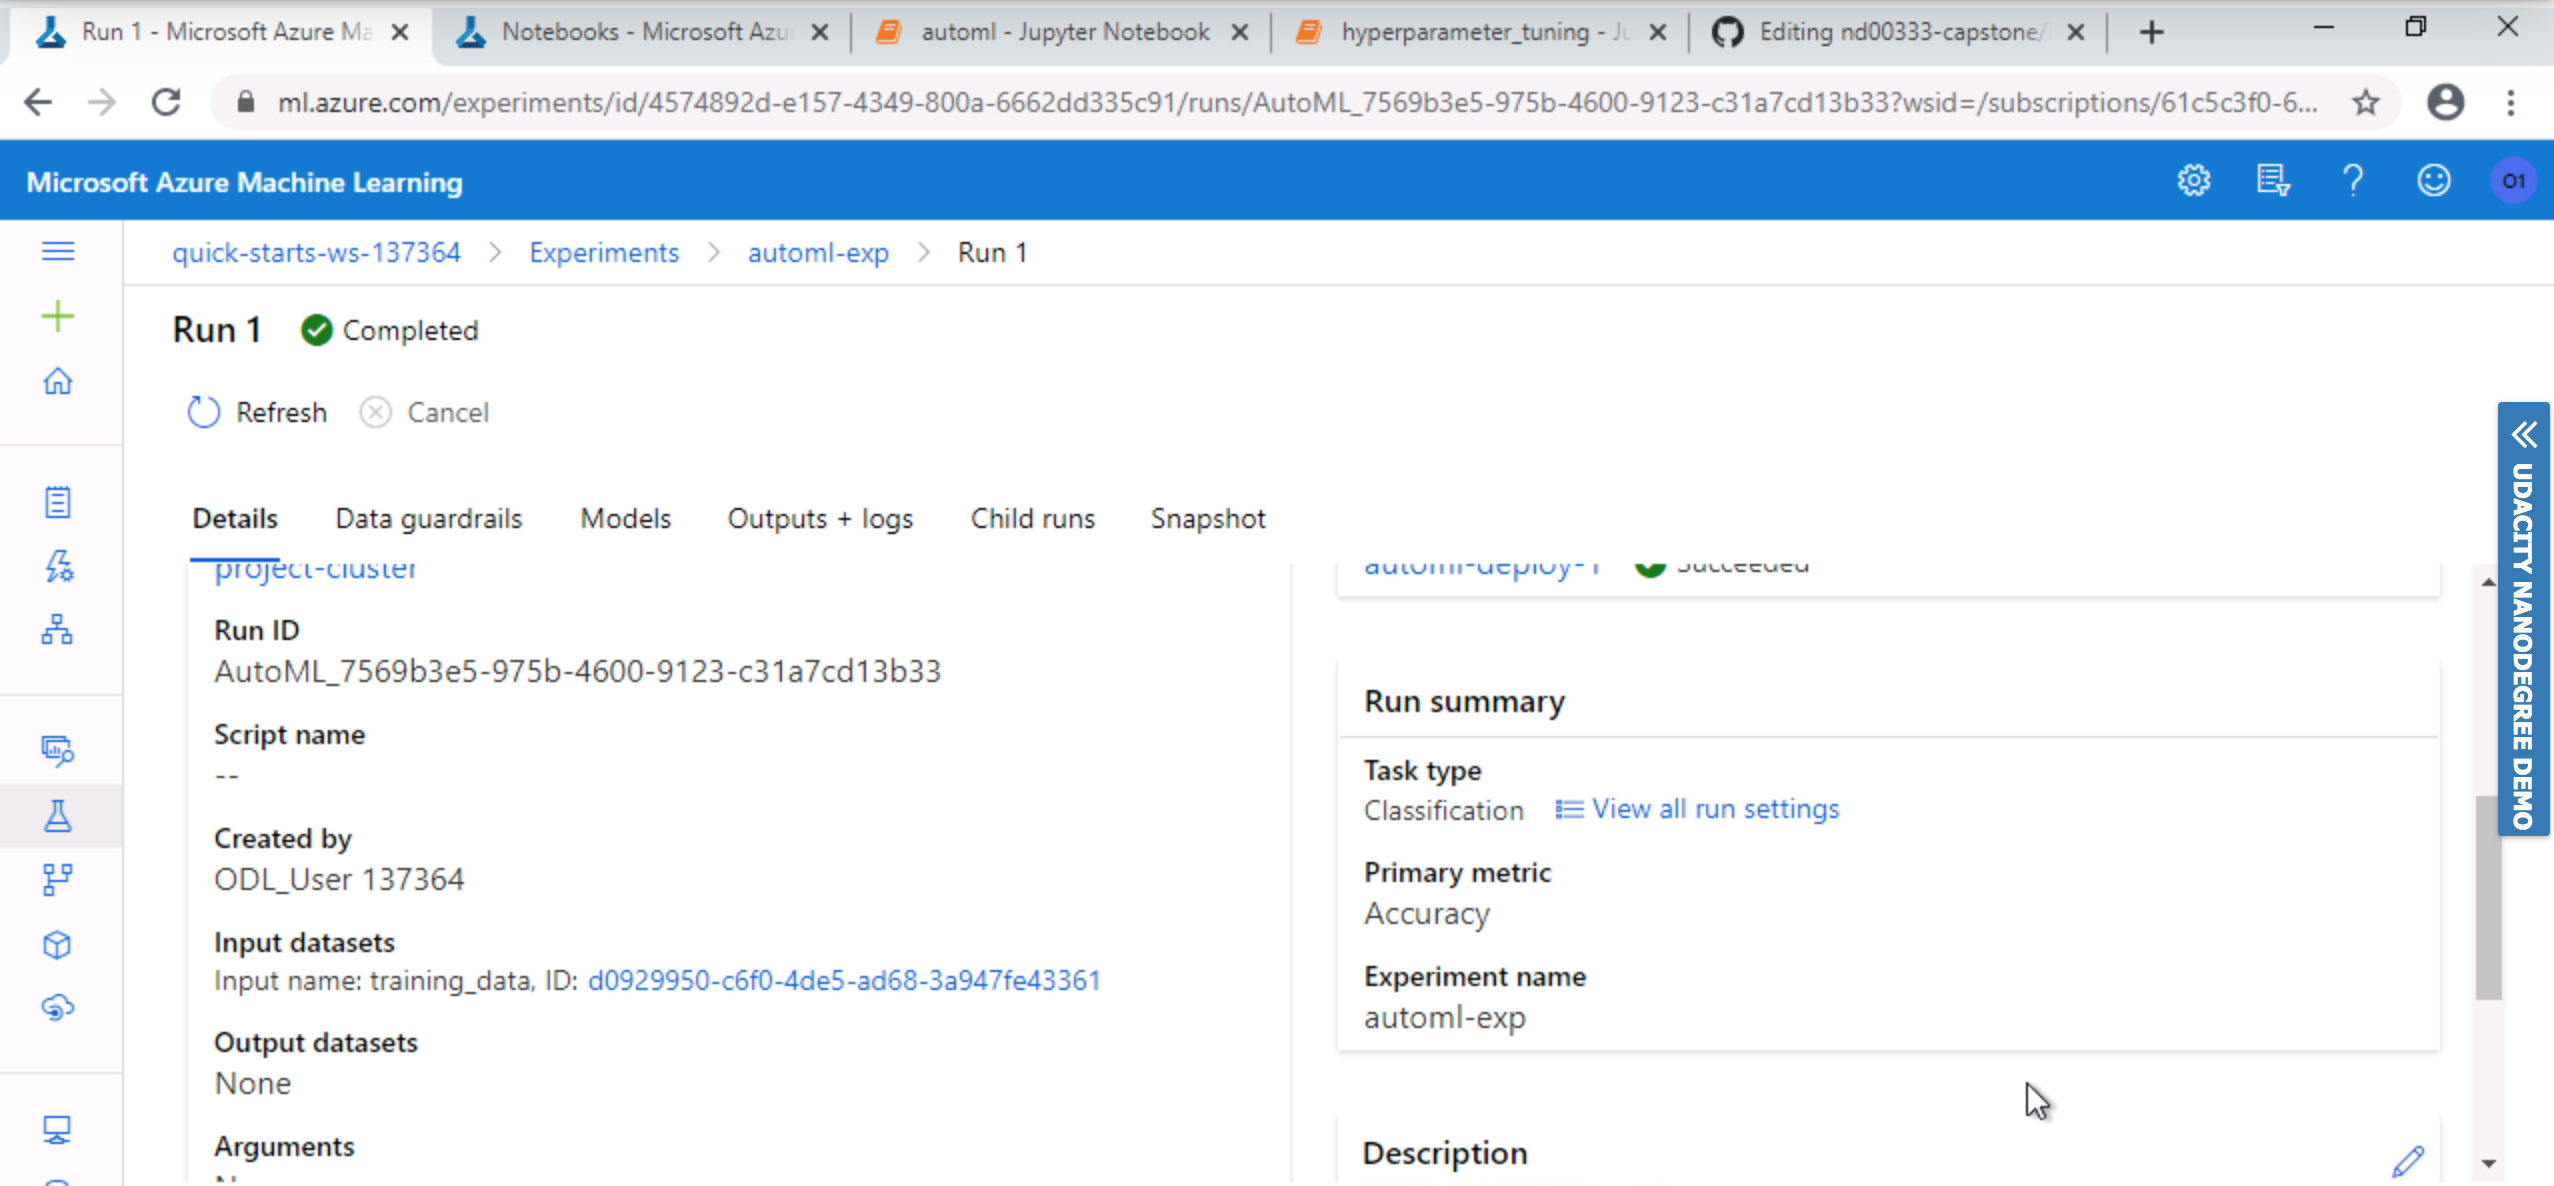 Run 1 - Microsoft Azure Ma
Notebooks - Microsoft Azu
automl - Jupyter Notebook
hyperparameter_tuning - Ju
Editing nd00333-capstone/
ml.azure.com/experiments/id/4574892d-e157-4349-800a-6662dd335c91/runs/AutoML_7569b3e5-975b-4600-9123-c31a7cd13b33?wsid=/subscriptions/61c5c3f0-6...
Microsoft Azure Machine Learning
O1
quick-starts-ws-137364 > Experiments > automl-exp > Run 1
Run 1 Completed
Refresh Cancel
Details Data guardrails Models Outputs + logs Child runs Snapshot
project-cluster
Run ID
AutoML_7569b3e5-975b-4600-9123-c31a7cd13b33
Script name
--
Created by
ODL_User 137364
Input datasets
Input name: training_data, ID: d0929950-c6f0-4de5-ad68-3a947fe43361
Output datasets
None
Arguments
automl-deploy-1 Succeeded
Run summary
Task type
Classification View all run settings
Primary metric
Accuracy
Experiment name
automl-exp
Description
UDACITY NANODEGREE DEMO